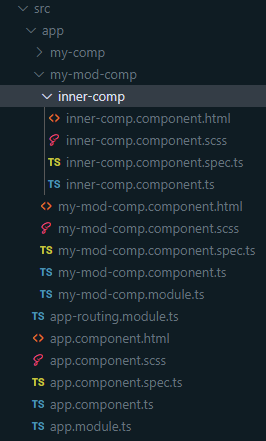 src
app
my-comp
my-mod-comp
inner-comp
<> inner-comp.component.html
inner-comp.component.scss
TS inner-comp.component.spec.ts
TS inner-comp.component.ts
<> my-mod-comp.component.html
my-mod-comp.component.scss
TS my-mod-comp.component.spec.ts
TS my-mod-comp.component.ts
TS my-mod-comp.module.ts
TS app-routing.module.ts
<> app.component.html
app.component.scss
TS app.component.spec.ts
TS app.component.ts
TS app.module.ts